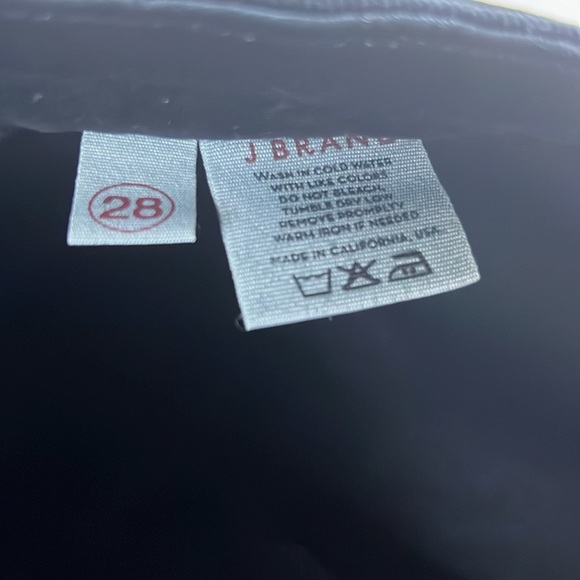 28
J BRAND
WASH IN COLD WATER
WITH LIKE COLORS.
DO NOT BLEACH.
TUMBLE DRY LOW
REMOVE PROMPTLY
WARM IRON IF NEEDED.
MADE IN CALIFORNIA, USA.